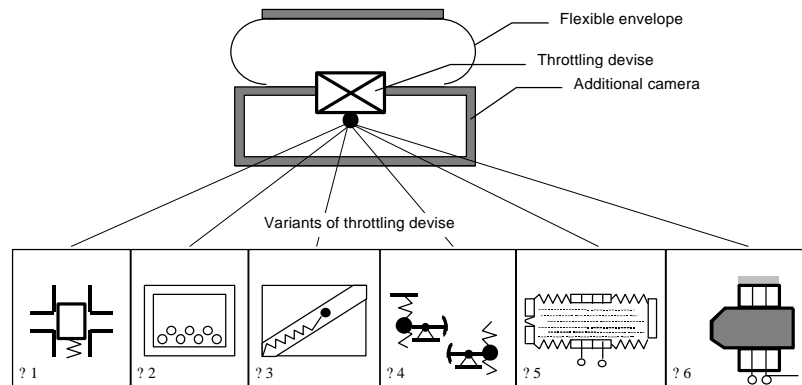 Flexible envelope
Throttling devise
Additional camera
Variants of throttling devise
? 1
? 2
? 3
? 4
? 5
? 6